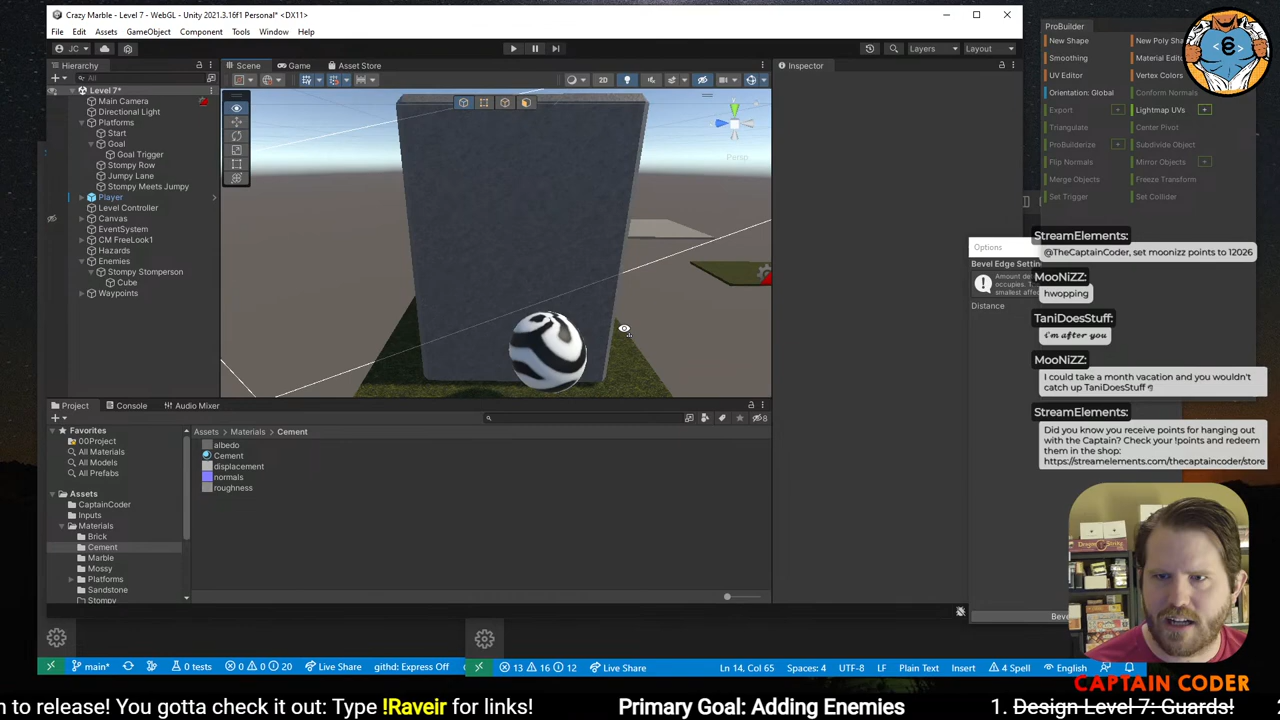 Crazy Marble - Level 7 - WebGL - Unity 2021.3.16f1 Personal* <DX11>
File Edit Assets GameObject Component Tools Window Help
JC
Layers
Layout
Hierarchy
All
Level 7*
Main Camera
Directional Light
Platforms
Start
Goal
Goal Trigger
Stompy Row
Jumpy Lane
Stompy Meets Jumpy
Player
Level Controller
Canvas
EventSystem
CM FreeLook1
Hazards
Enemies
Stompy Stomperson
Cube
Waypoints
Scene
Game
Asset Store
2D
Persp
Inspector
Project
Console
Audio Mixer
8
Favorites
00Project
All Materials
All Models
All Prefabs
Assets
CaptainCoder
Inputs
Materials
Brick
Cement
Marble
Mossy
Platforms
Sandstone
Stompy
Assets > Materials > Cement
albedo
Cement
displacement
normals
roughness
ProBuilder
New Shape
New Poly Shape
Smoothing
Material Editor
UV Editor
Vertex Colors
Orientation: Global
Conform Normals
Export
Lightmap UVs
Triangulate
Center Pivot
ProBuilderize
Subdivide Object
Flip Normals
Mirror Objects
Merge Objects
Freeze Transform
Set Trigger
Set Collider
Options
Bevel Edge Settin
Distance
StreamElements:
@TheCaptainCoder, set moonizz points to 12026
MooNiZZ:
hwopping
TaniDoesStuff:
i'm after you
MooNiZZ:
I could take a month vacation and you wouldn't
catch up TaniDoesStuff
StreamElements:
Did you know you receive points for hanging out
with the Captain? Check your !points and redeem
them in the shop:
https://streamelements.com/thecaptaincoder/store
Beve
main*
0 tests
0 0 20
Live Share
githd: Express Off
13 16 12
Live Share
Ln 14, Col 65
Spaces: 4
UTF-8
LF
Plain Text
Insert
4 Spell
English
CAPTAIN CODER
n to release! You gotta check it out: Type !Raveir for links!
Primary Goal: Adding Enemies
1. Design Level 7: Guards!
2